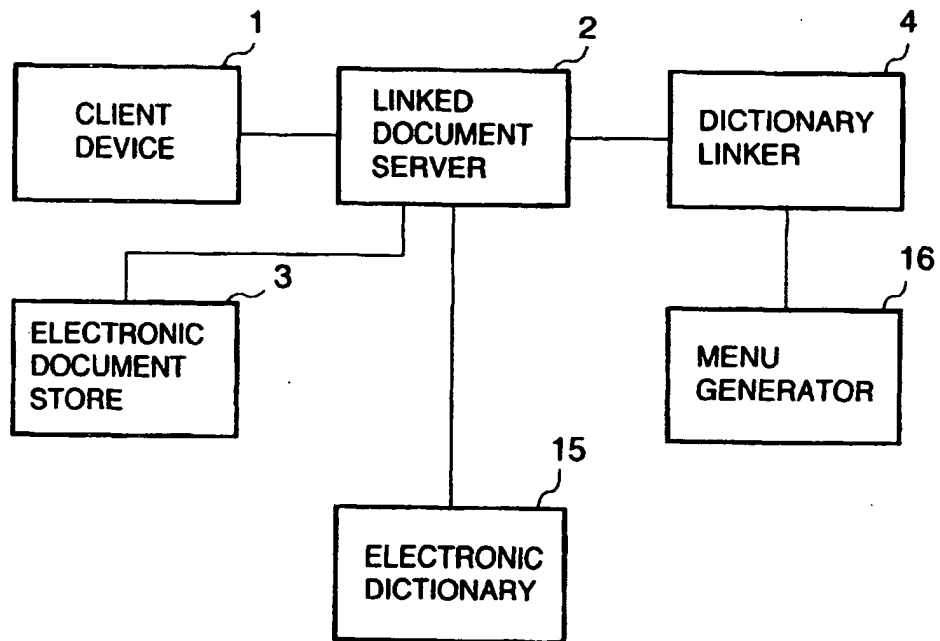 1
CLIENT
DEVICE
2
LINKED
DOCUMENT
SERVER
4
DICTIONARY
LINKER
3
ELECTRONIC
DOCUMENT
STORE
16
MENU
GENERATOR
15
ELECTRONIC
DICTIONARY